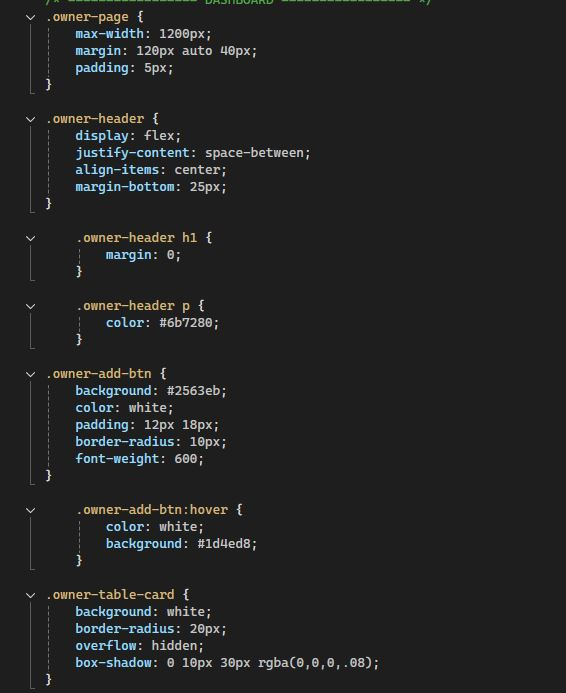 /* ================= DASHBOARD ================= */
.owner-page {
    max-width: 1200px;
    margin: 120px auto 40px;
    padding: 5px;
}
.owner-header {
    display: flex;
    justify-content: space-between;
    align-items: center;
    margin-bottom: 25px;
}
    .owner-header h1 {
        margin: 0;
    }
    .owner-header p {
        color: #6b7280;
    }
.owner-add-btn {
    background: #2563eb;
    color: white;
    padding: 12px 18px;
    border-radius: 10px;
    font-weight: 600;
}
    .owner-add-btn:hover {
        color: white;
        background: #1d4ed8;
    }
.owner-table-card {
    background: white;
    border-radius: 20px;
    overflow: hidden;
    box-shadow: 0 10px 30px rgba(0,0,0,.08);
}